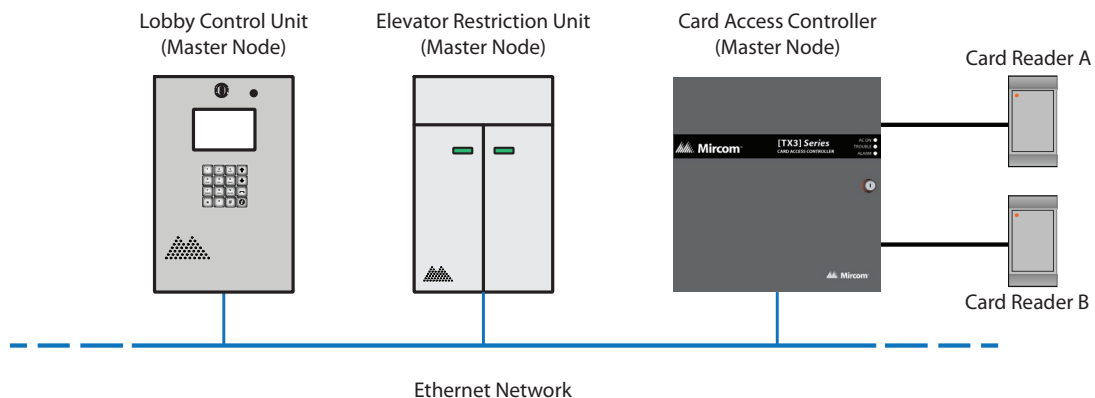 Lobby Control Unit
(Master Node)
Elevator Restriction Unit
(Master Node)
Card Access Controller
(Master Node)
Card Reader A
Mircom
[TX3] Series
CARD ACCESS CONTROLLER
AC ON
TROUBLE
ALARM
Mircom
Card Reader B
Ethernet Network